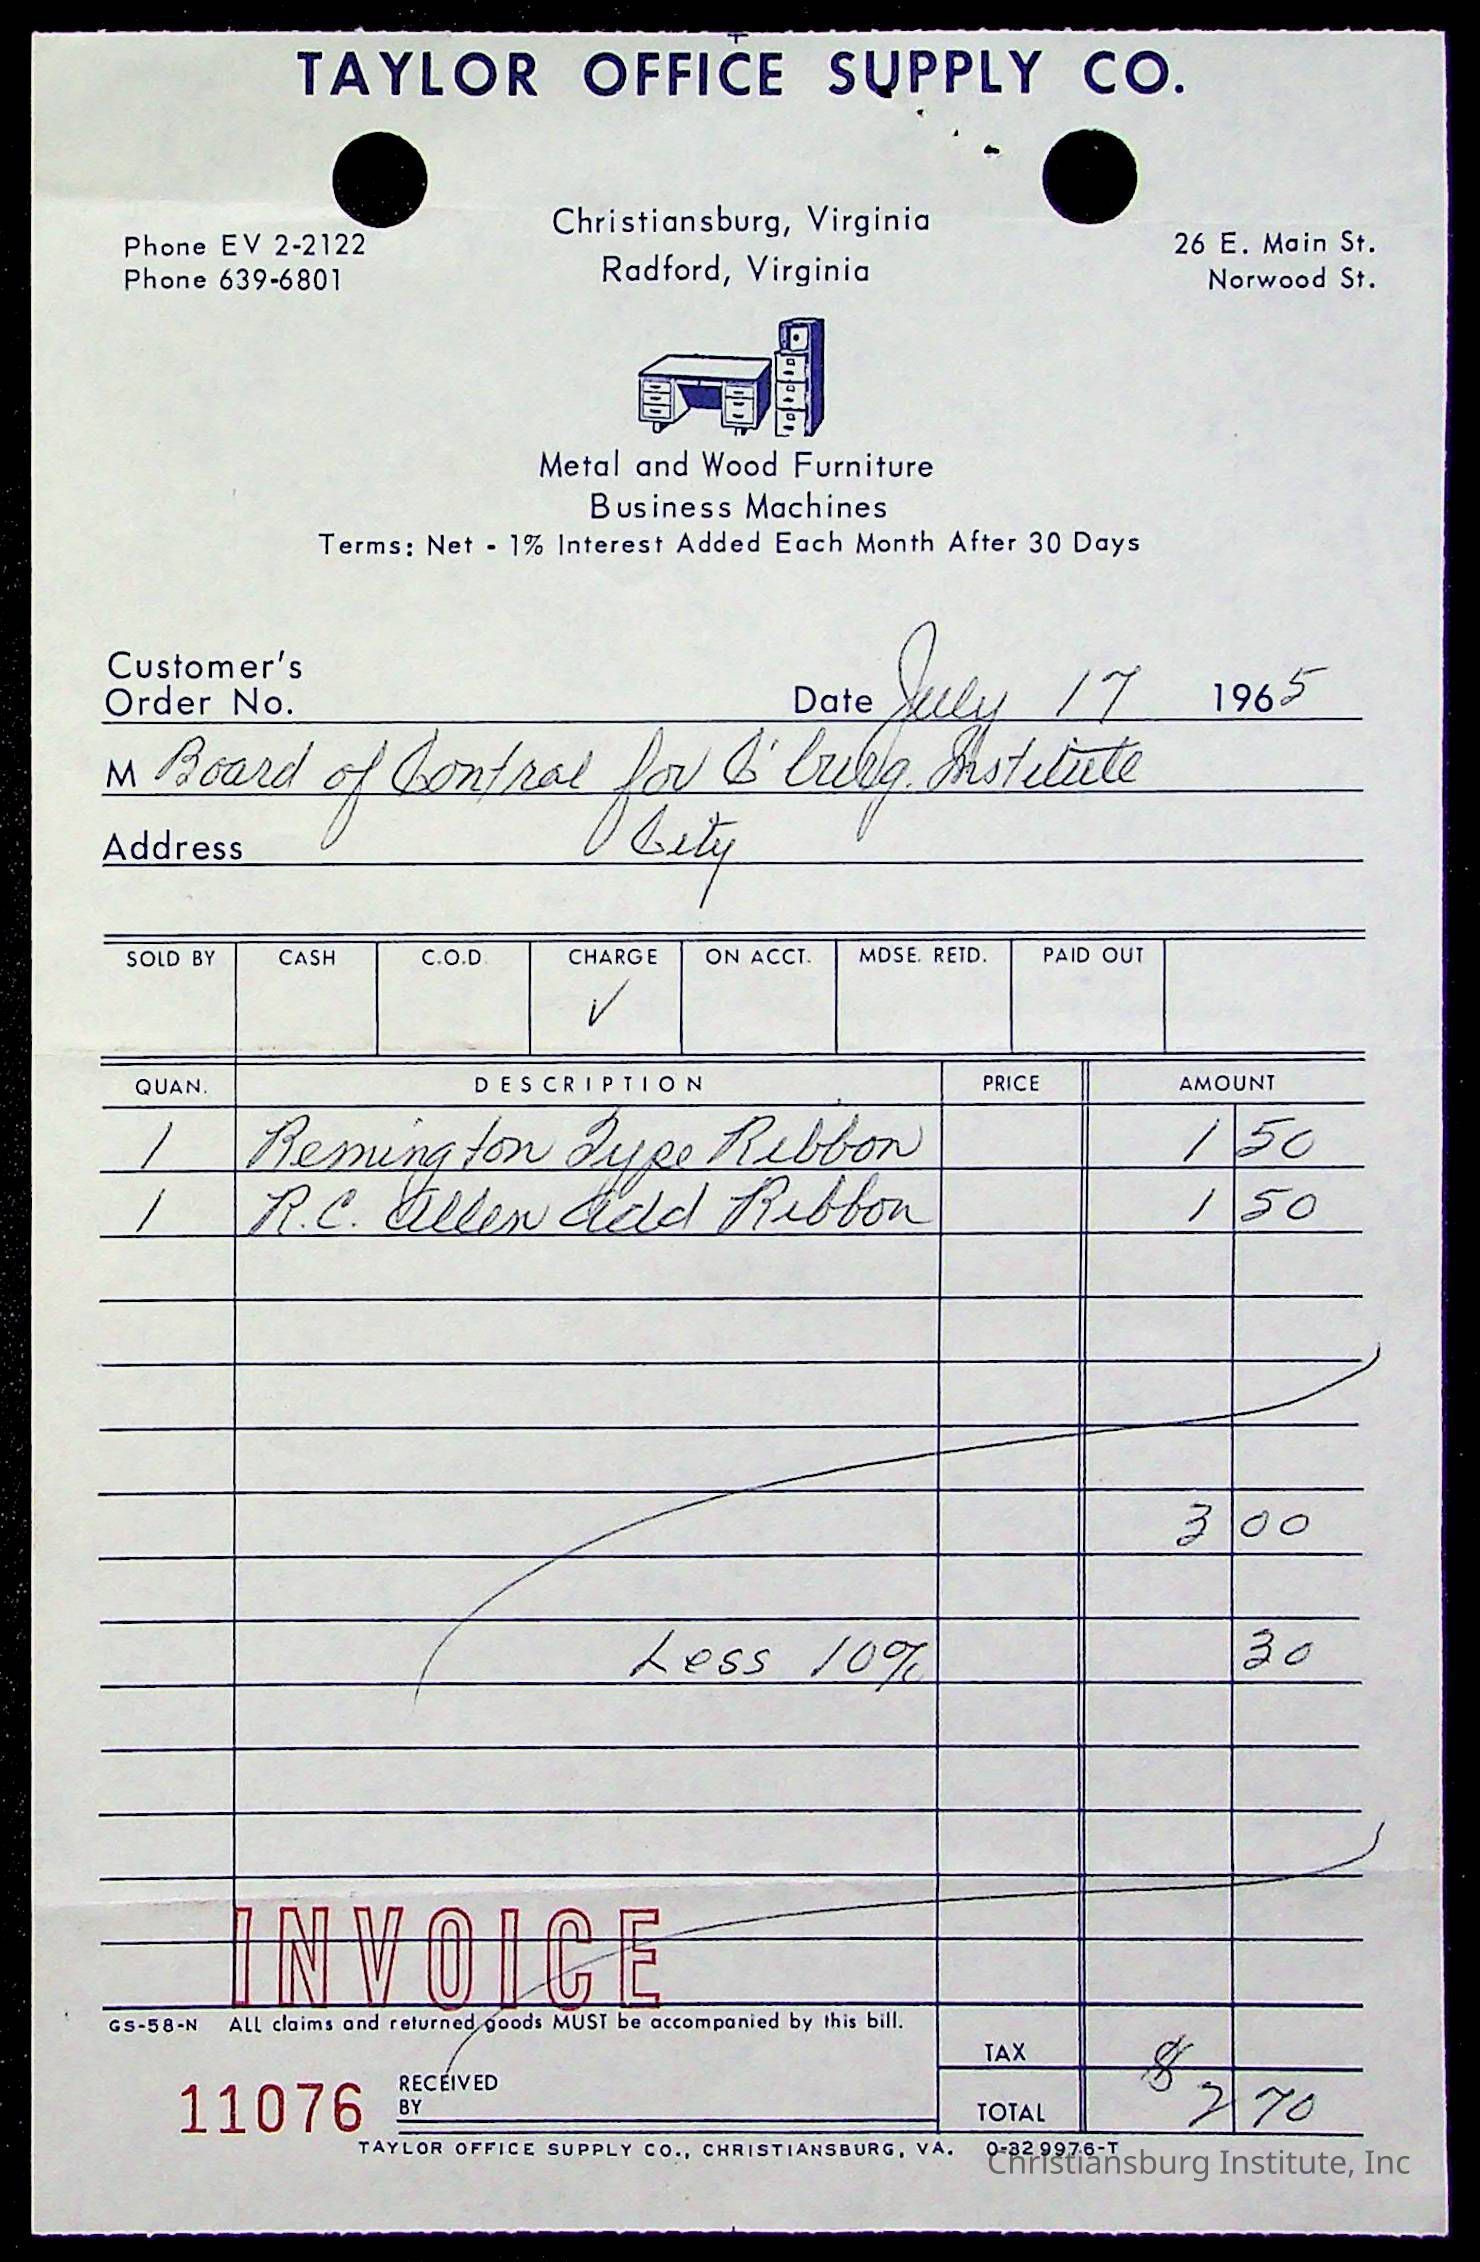 TAYLOR OFFICE SUPPLY CO.
Christiansburg, Virginia
Radford, Virginia
Phone EV 2-2122
Phone 639-6801
26 E. Main St.
Norwood St.
Metal and Wood Furniture
Business Machines
Terms: Net - 1% Interest Added Each Month After 30 Days
Customer's
Order No.
Date July 17 1965
M Board of Control for C'burg. Institute
Address City
SOLD BY CASH C.O.D. CHARGE ON ACCT. MDSE. RETD. PAID OUT
✓
QUAN. DESCRIPTION PRICE AMOUNT
1 Remington Type Ribbon 1 50
1 R.C. Allen Add Ribbon 1 50
3 00
Less 10% 30
INVOICE
GS-58-N ALL claims and returned goods MUST be accompanied by this bill.
TAX
11076 RECEIVED
BY
TOTAL $ 2 70
TAYLOR OFFICE SUPPLY CO., CHRISTIANSBURG, VA. O-329976-T
Christiansburg Institute, Inc